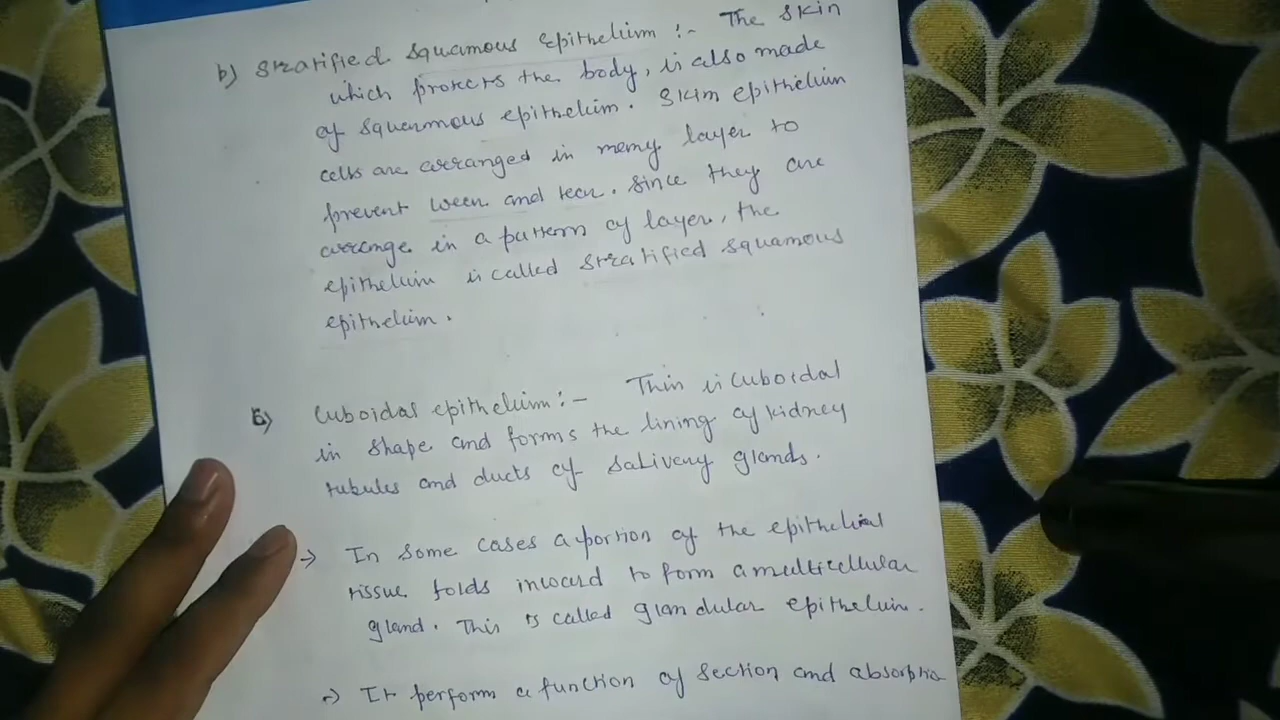 b) Stratified Squamous epithelium :- The skin
which protects the body, is also made
of squermous epithelium. Skin epithelium
cells are arranged in many layer to
prevent ween and teer. Since they are
arrange in a pattern of layer, the
epithelium is called stratified squamous
epithelium.
Cuboidal epithelium :- Thin is cuboidal
in shape and forms the lining of kidney
tubules and ducts of salivary glands.
→ In some cases a portion of the epithelial
tissue folds inward to form a multicellular
gland. This is called glandular epithelium.
→ It perform a function of section and absorptio